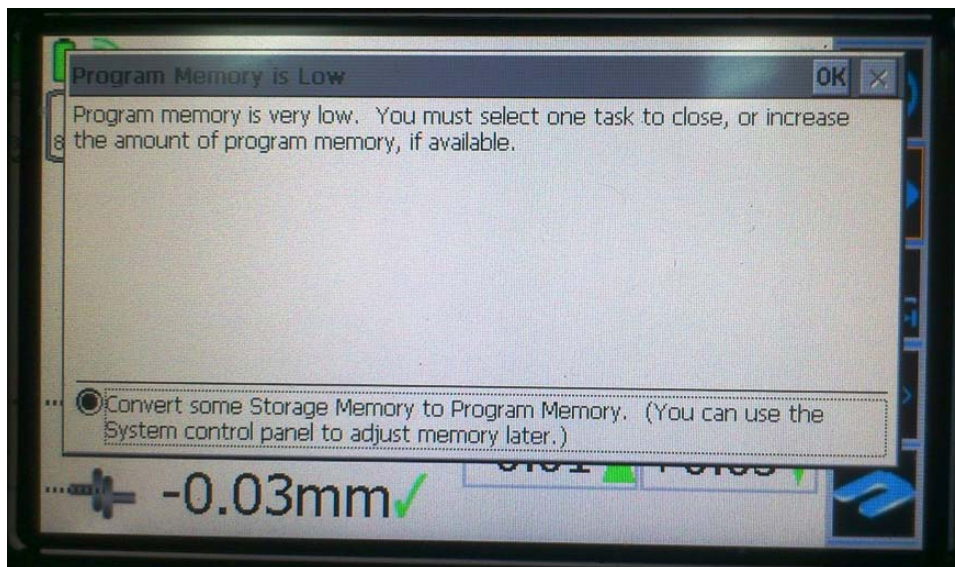 Program Memory is Low OK
Program memory is very low. You must select one task to close, or increase
the amount of program memory, if available.
Convert some Storage Memory to Program Memory. (You can use the
System control panel to adjust memory later.)
-0.03mm